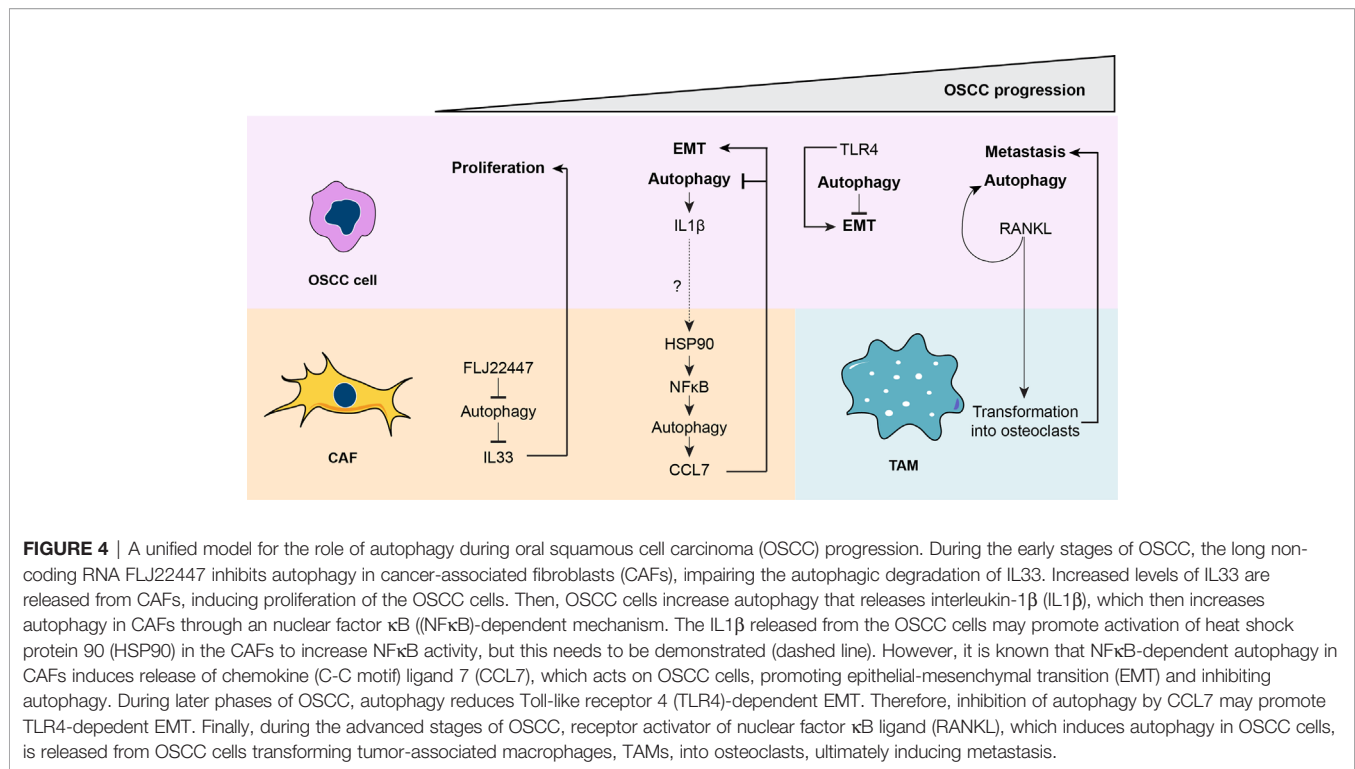 OSCC progression
Proliferation
EMT
Autophagy
IL1β
?
TLR4
Autophagy
EMT
Metastasis
Autophagy
RANKL
OSCC cell
FLJ22447
Autophagy
IL33
CAF
HSP90
NFκB
Autophagy
CCL7
TAM
Transformation
into osteoclasts
FIGURE 4 | A unified model for the role of autophagy during oral squamous cell carcinoma (OSCC) progression. During the early stages of OSCC, the long non-
coding RNA FLJ22447 inhibits autophagy in cancer-associated fibroblasts (CAFs), impairing the autophagic degradation of IL33. Increased levels of IL33 are
released from CAFs, inducing proliferation of the OSCC cells. Then, OSCC cells increase autophagy that releases interleukin-1β (IL1β), which then increases
autophagy in CAFs through an nuclear factor κB ((NFκB)-dependent mechanism. The IL1β released from the OSCC cells may promote activation of heat shock
protein 90 (HSP90) in the CAFs to increase NFκB activity, but this needs to be demonstrated (dashed line). However, it is known that NFκB-dependent autophagy in
CAFs induces release of chemokine (C-C motif) ligand 7 (CCL7), which acts on OSCC cells, promoting epithelial-mesenchymal transition (EMT) and inhibiting
autophagy. During later phases of OSCC, autophagy reduces Toll-like receptor 4 (TLR4)-dependent EMT. Therefore, inhibition of autophagy by CCL7 may promote
TLR4-depedent EMT. Finally, during the advanced stages of OSCC, receptor activator of nuclear factor κB ligand (RANKL), which induces autophagy in OSCC cells,
is released from OSCC cells transforming tumor-associated macrophages, TAMs, into osteoclasts, ultimately inducing metastasis.